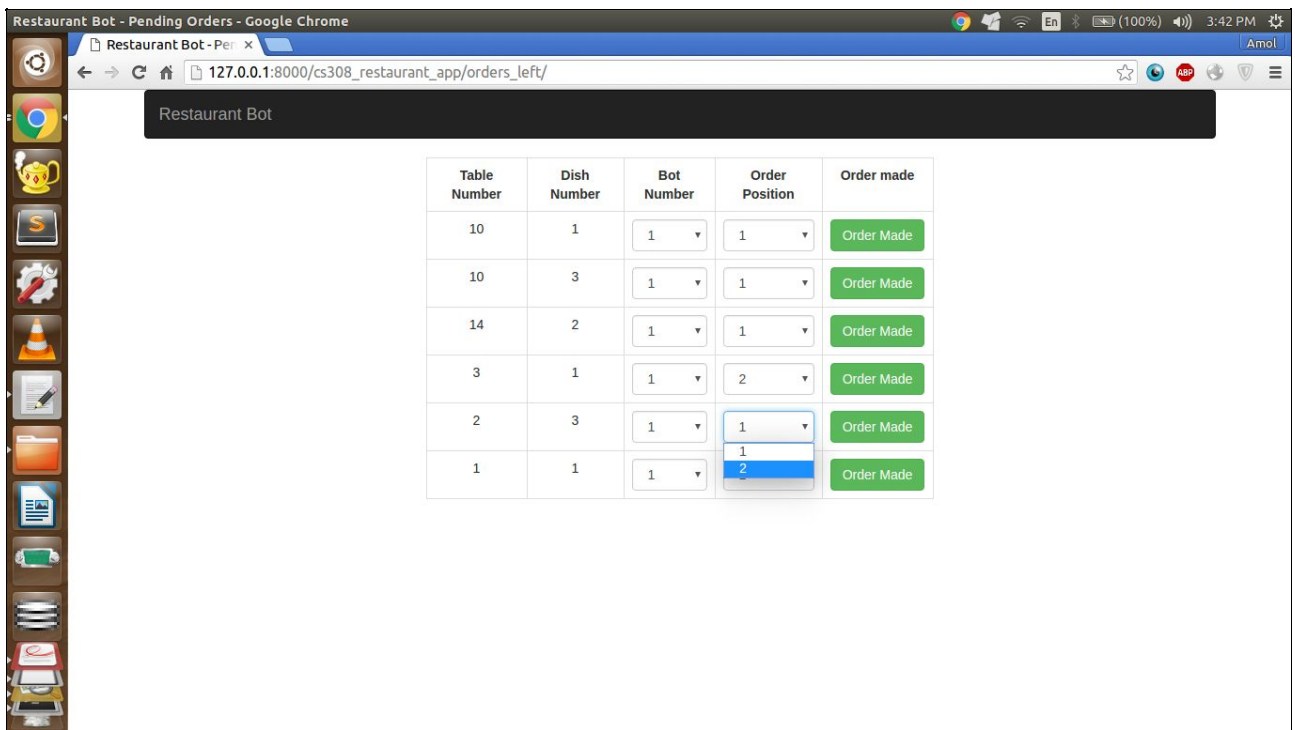 Restaurant Bot - Pending Orders - Google Chrome
En (100%) 3:42 PM
Restaurant Bot - Per ×
Amol
127.0.0.1:8000/cs308_restaurant_app/orders_left/
ABP
Restaurant Bot
Table Number Dish Number Bot Number Order Position Order made
10 1 1 1 Order Made
10 3 1 1 Order Made
14 2 1 1 Order Made
3 1 1 2 Order Made
2 3 1 1 Order Made
1
2
1 1 1 Order Made